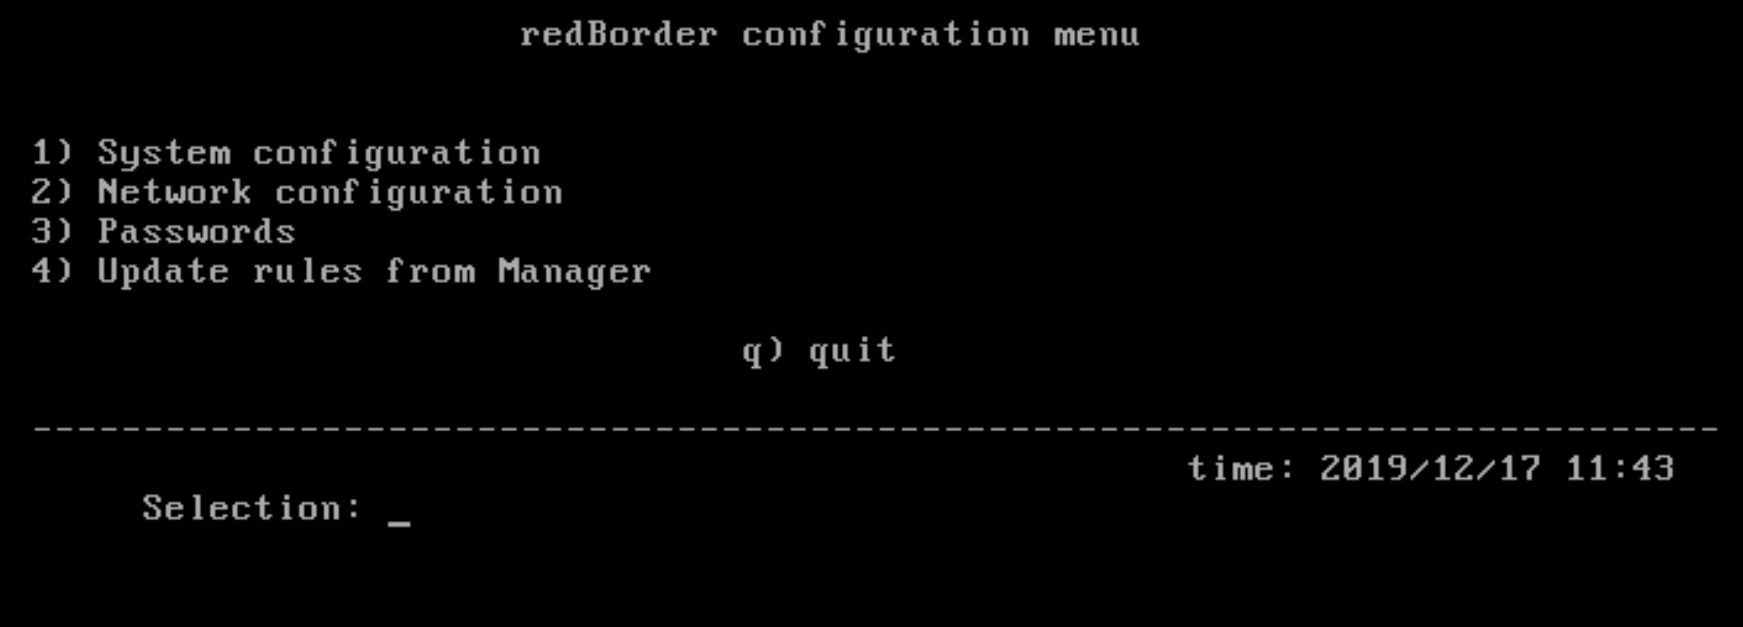 redBorder configuration menu
1) System configuration
2) Network configuration
3) Passwords
4) Update rules from Manager
q) quit
------------------------------------------------------------------------------
time: 2019/12/17 11:43
Selection: _